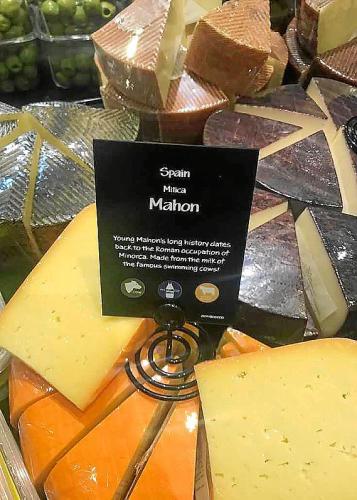 Spain
Mitica
Mahon
Young Mahon's long history dates
back to the Roman occupation of
Minorca. Made from the milk of
the famous swimming cows!